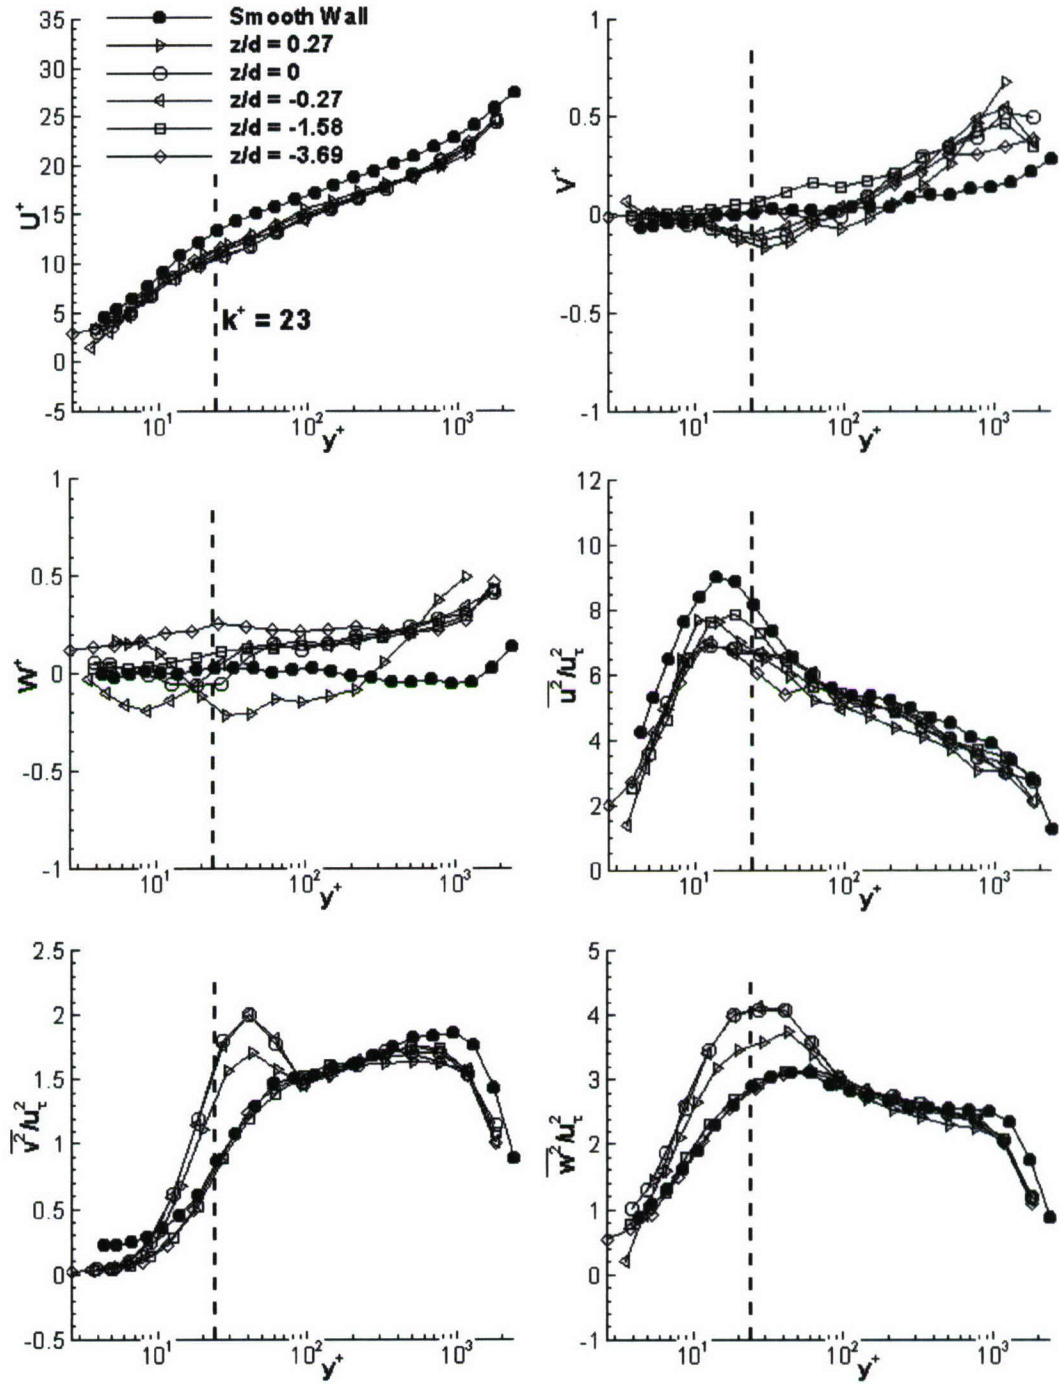 Smooth Wall
z/d = 0.27
z/d = 0
z/d = -0.27
z/d = -1.58
z/d = -3.69
35
30
25
20
15
10
5
0
-5
U⁺
k⁺ = 23
10¹ 10² 10³
y⁺
1
0.5
0
-0.5
-1
V⁺
10¹ 10² 10³
y⁺
1
0.5
0
-0.5
-1
W⁺
10¹ 10² 10³
y⁺
12
10
8
6
4
2
0
u²/u²τ
10¹ 10² 10³
y⁺
2.5
2
1.5
1
0.5
0
-0.5
v²/u²τ
10¹ 10² 10³
y⁺
5
4
3
2
1
0
-1
w²/u²τ
10¹ 10² 10³
y⁺